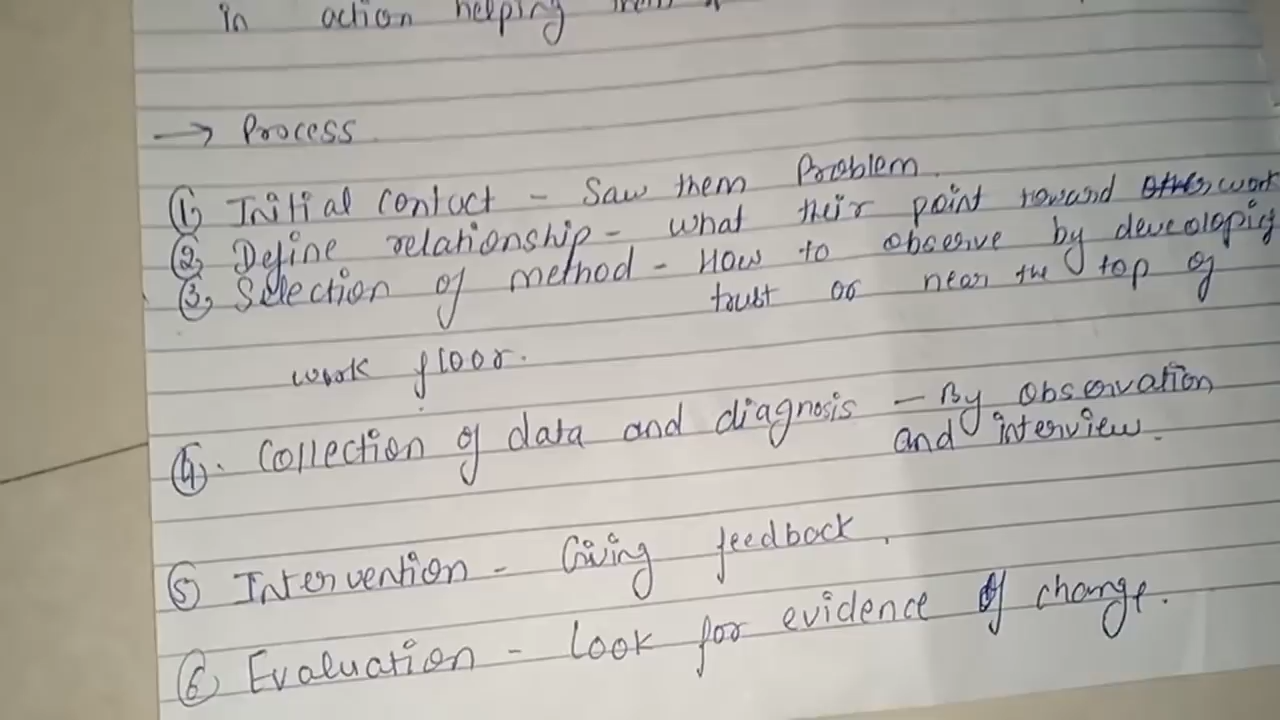 in action helping them
→ Process
① Initial contact - Saw them Problem.
② Define relationship - what their point toward work
③ Selection of method - How to observe by deveoloping
trust or near the top of
work floor.
④. Collection of data and diagnosis - By observation
and interview.
⑤ Intervention - Giving feedback.
⑥ Evaluation - Look for evidence of change.